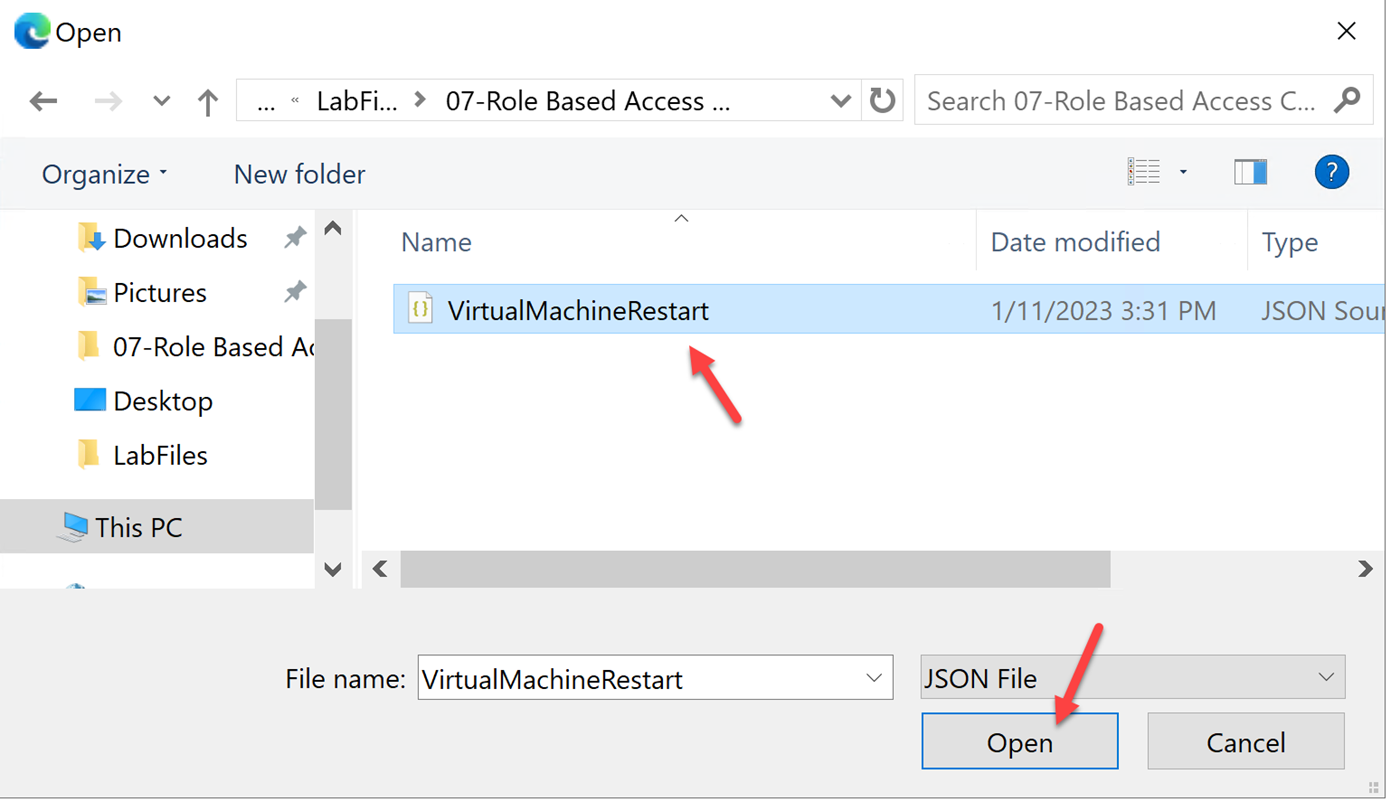 Open
... « LabFi... > 07-Role Based Access ...
Search 07-Role Based Access C...
Organize
New folder
?
Downloads
Pictures
07-Role Based Ac
Desktop
LabFiles
This PC
Name
Date modified
Type
{} VirtualMachineRestart
1/11/2023 3:31 PM
JSON Sour
File name:
VirtualMachineRestart
JSON File
Open
Cancel